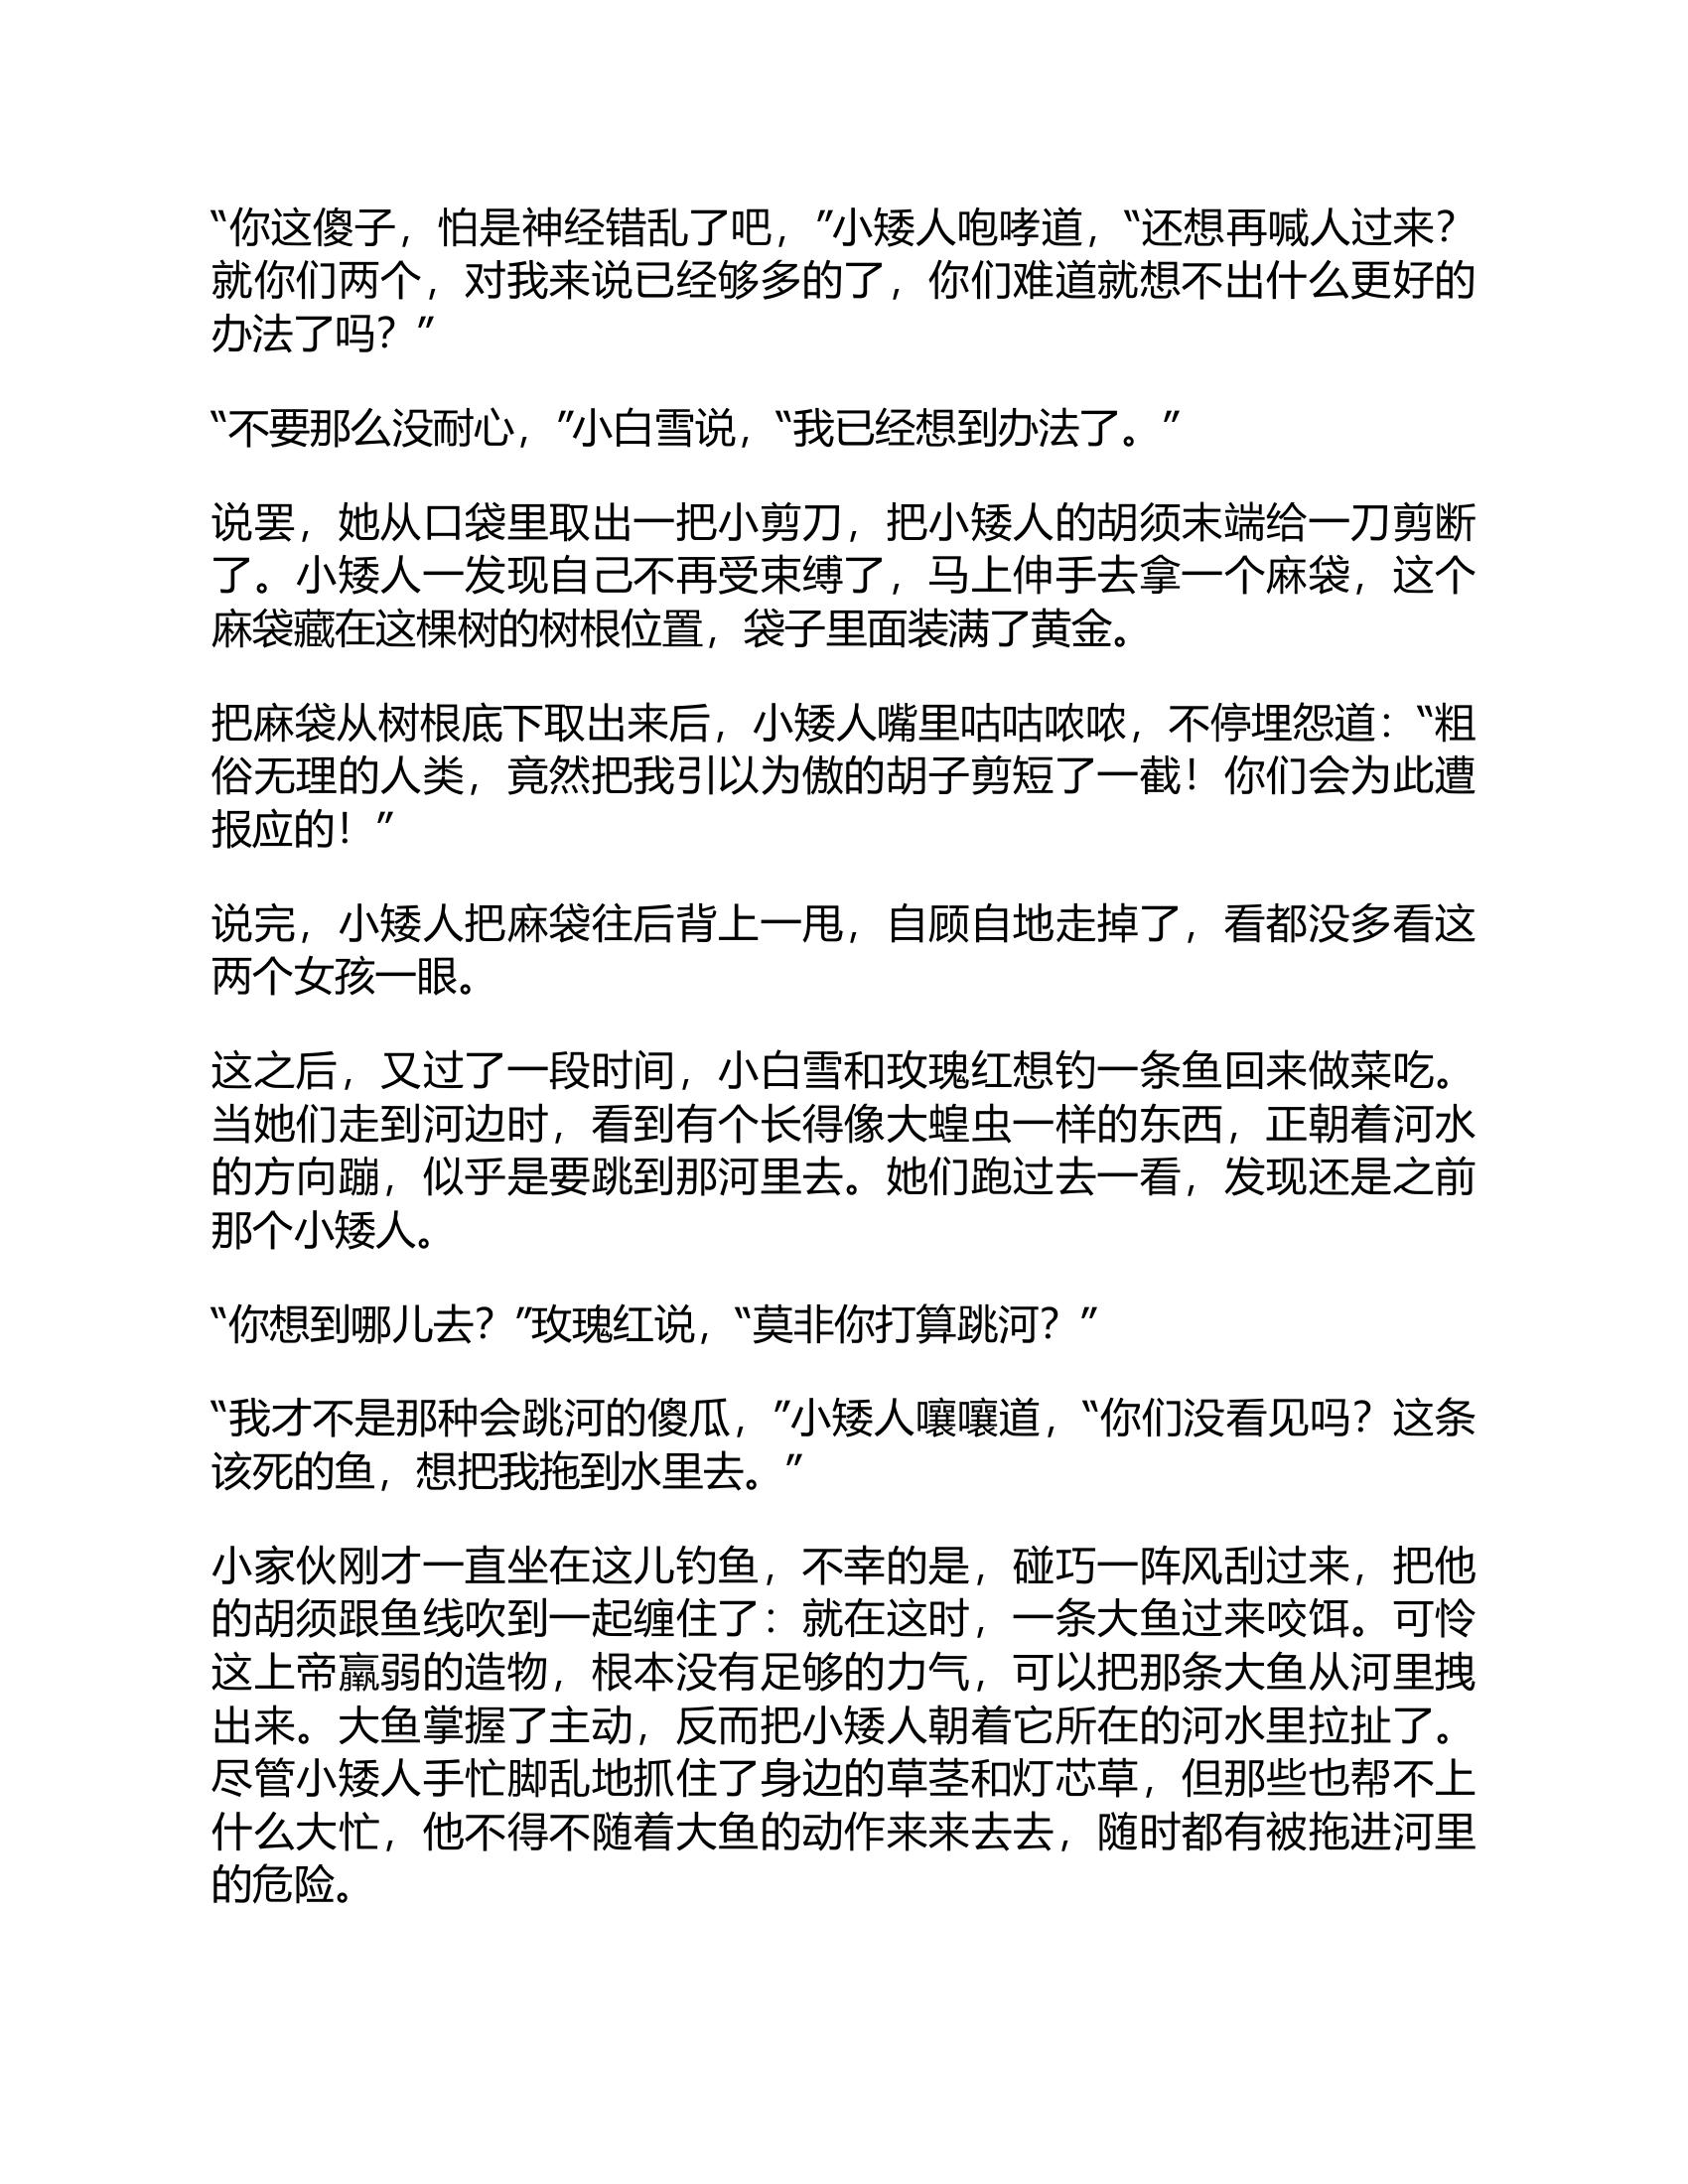 “你这傻子，怕是神经错乱了吧，”小矮人咆哮道，“还想再喊人过来？
就你们两个，对我来说已经够多的了，你们难道就想不出什么更好的
办法了吗？”
“不要那么没耐心，”小白雪说，“我已经想到办法了。”
说罢，她从口袋里取出一把小剪刀，把小矮人的胡须末端给一刀剪断
了。小矮人一发现自己不再受束缚了，马上伸手去拿一个麻袋，这个
麻袋藏在这棵树的树根位置，袋子里面装满了黄金。
把麻袋从树根底下取出来后，小矮人嘴里咕咕哝哝，不停埋怨道：“粗
俗无理的人类，竟然把我引以为傲的胡子剪短了一截！你们会为此遭
报应的！”
说完，小矮人把麻袋往后背上一甩，自顾自地走掉了，看都没多看这
两个女孩一眼。
这之后，又过了一段时间，小白雪和玫瑰红想钓一条鱼回来做菜吃。
当她们走到河边时，看到有个长得像大蝗虫一样的东西，正朝着河水
的方向蹦，似乎是要跳到那河里去。她们跑过去一看，发现还是之前
那个小矮人。
“你想到哪儿去？”玫瑰红说，“莫非你打算跳河？”
“我才不是那种会跳河的傻瓜，”小矮人嚷嚷道，“你们没看见吗？这条
该死的鱼，想把我拖到水里去。”
小家伙刚才一直坐在这儿钓鱼，不幸的是，碰巧一阵风刮过来，把他
的胡须跟鱼线吹到一起缠住了：就在这时，一条大鱼过来咬饵。可怜
这上帝羸弱的造物，根本没有足够的力气，可以把那条大鱼从河里拽
出来。大鱼掌握了主动，反而把小矮人朝着它所在的河水里拉扯了。
尽管小矮人手忙脚乱地抓住了身边的草茎和灯芯草，但那些也帮不上
什么大忙，他不得不随着大鱼的动作来来去去，随时都有被拖进河里
的危险。